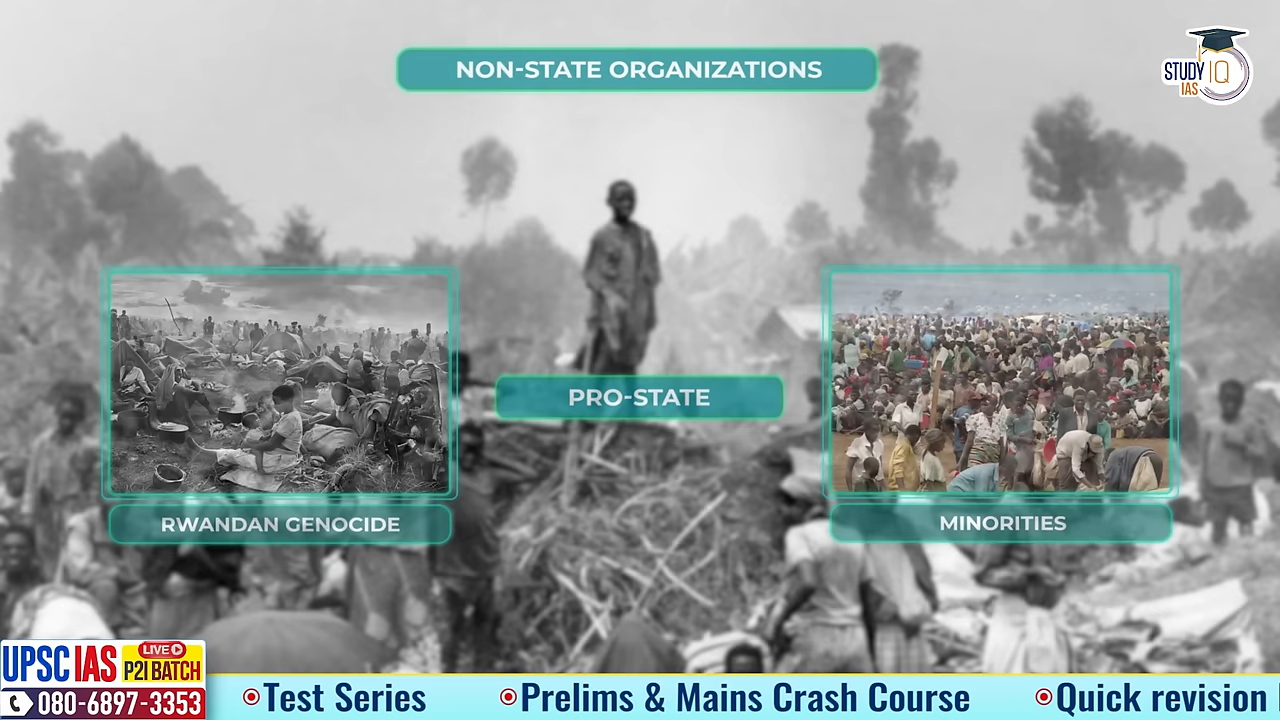 NON-STATE ORGANIZATIONS
STUDY IQ
IAS
PRO-STATE
RWANDAN GENOCIDE
MINORITIES
UPSC IAS
LIVE
P2I BATCH
080-6897-3353
Test Series
Prelims & Mains Crash Course
Quick revision